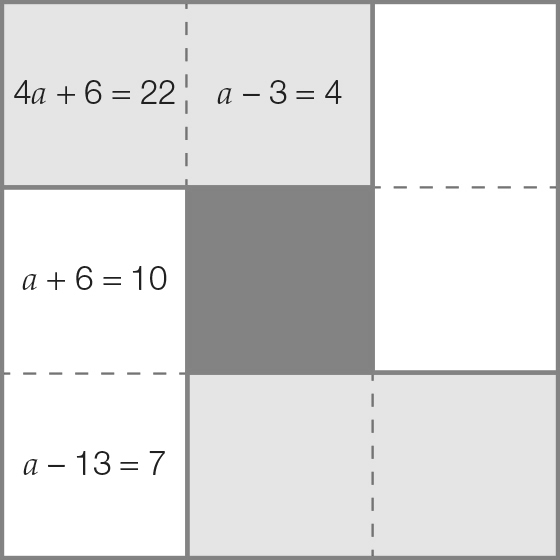 4a + 6 = 22
a − 3 = 4
a + 6 = 10
a − 13 = 7